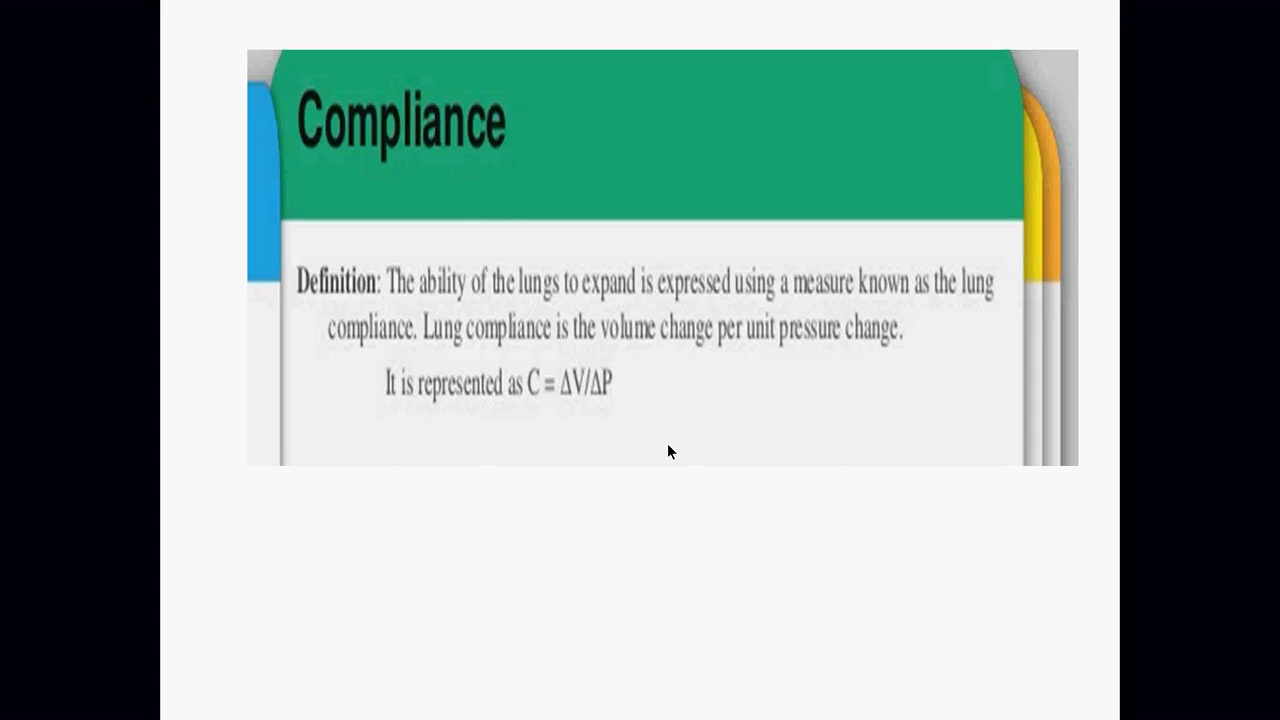 Compliance
Definition: The ability of the lungs to expand is expressed using a measure known as the lung
compliance. Lung compliance is the volume change per unit pressure change.
It is represented as C = ΔV/ΔP